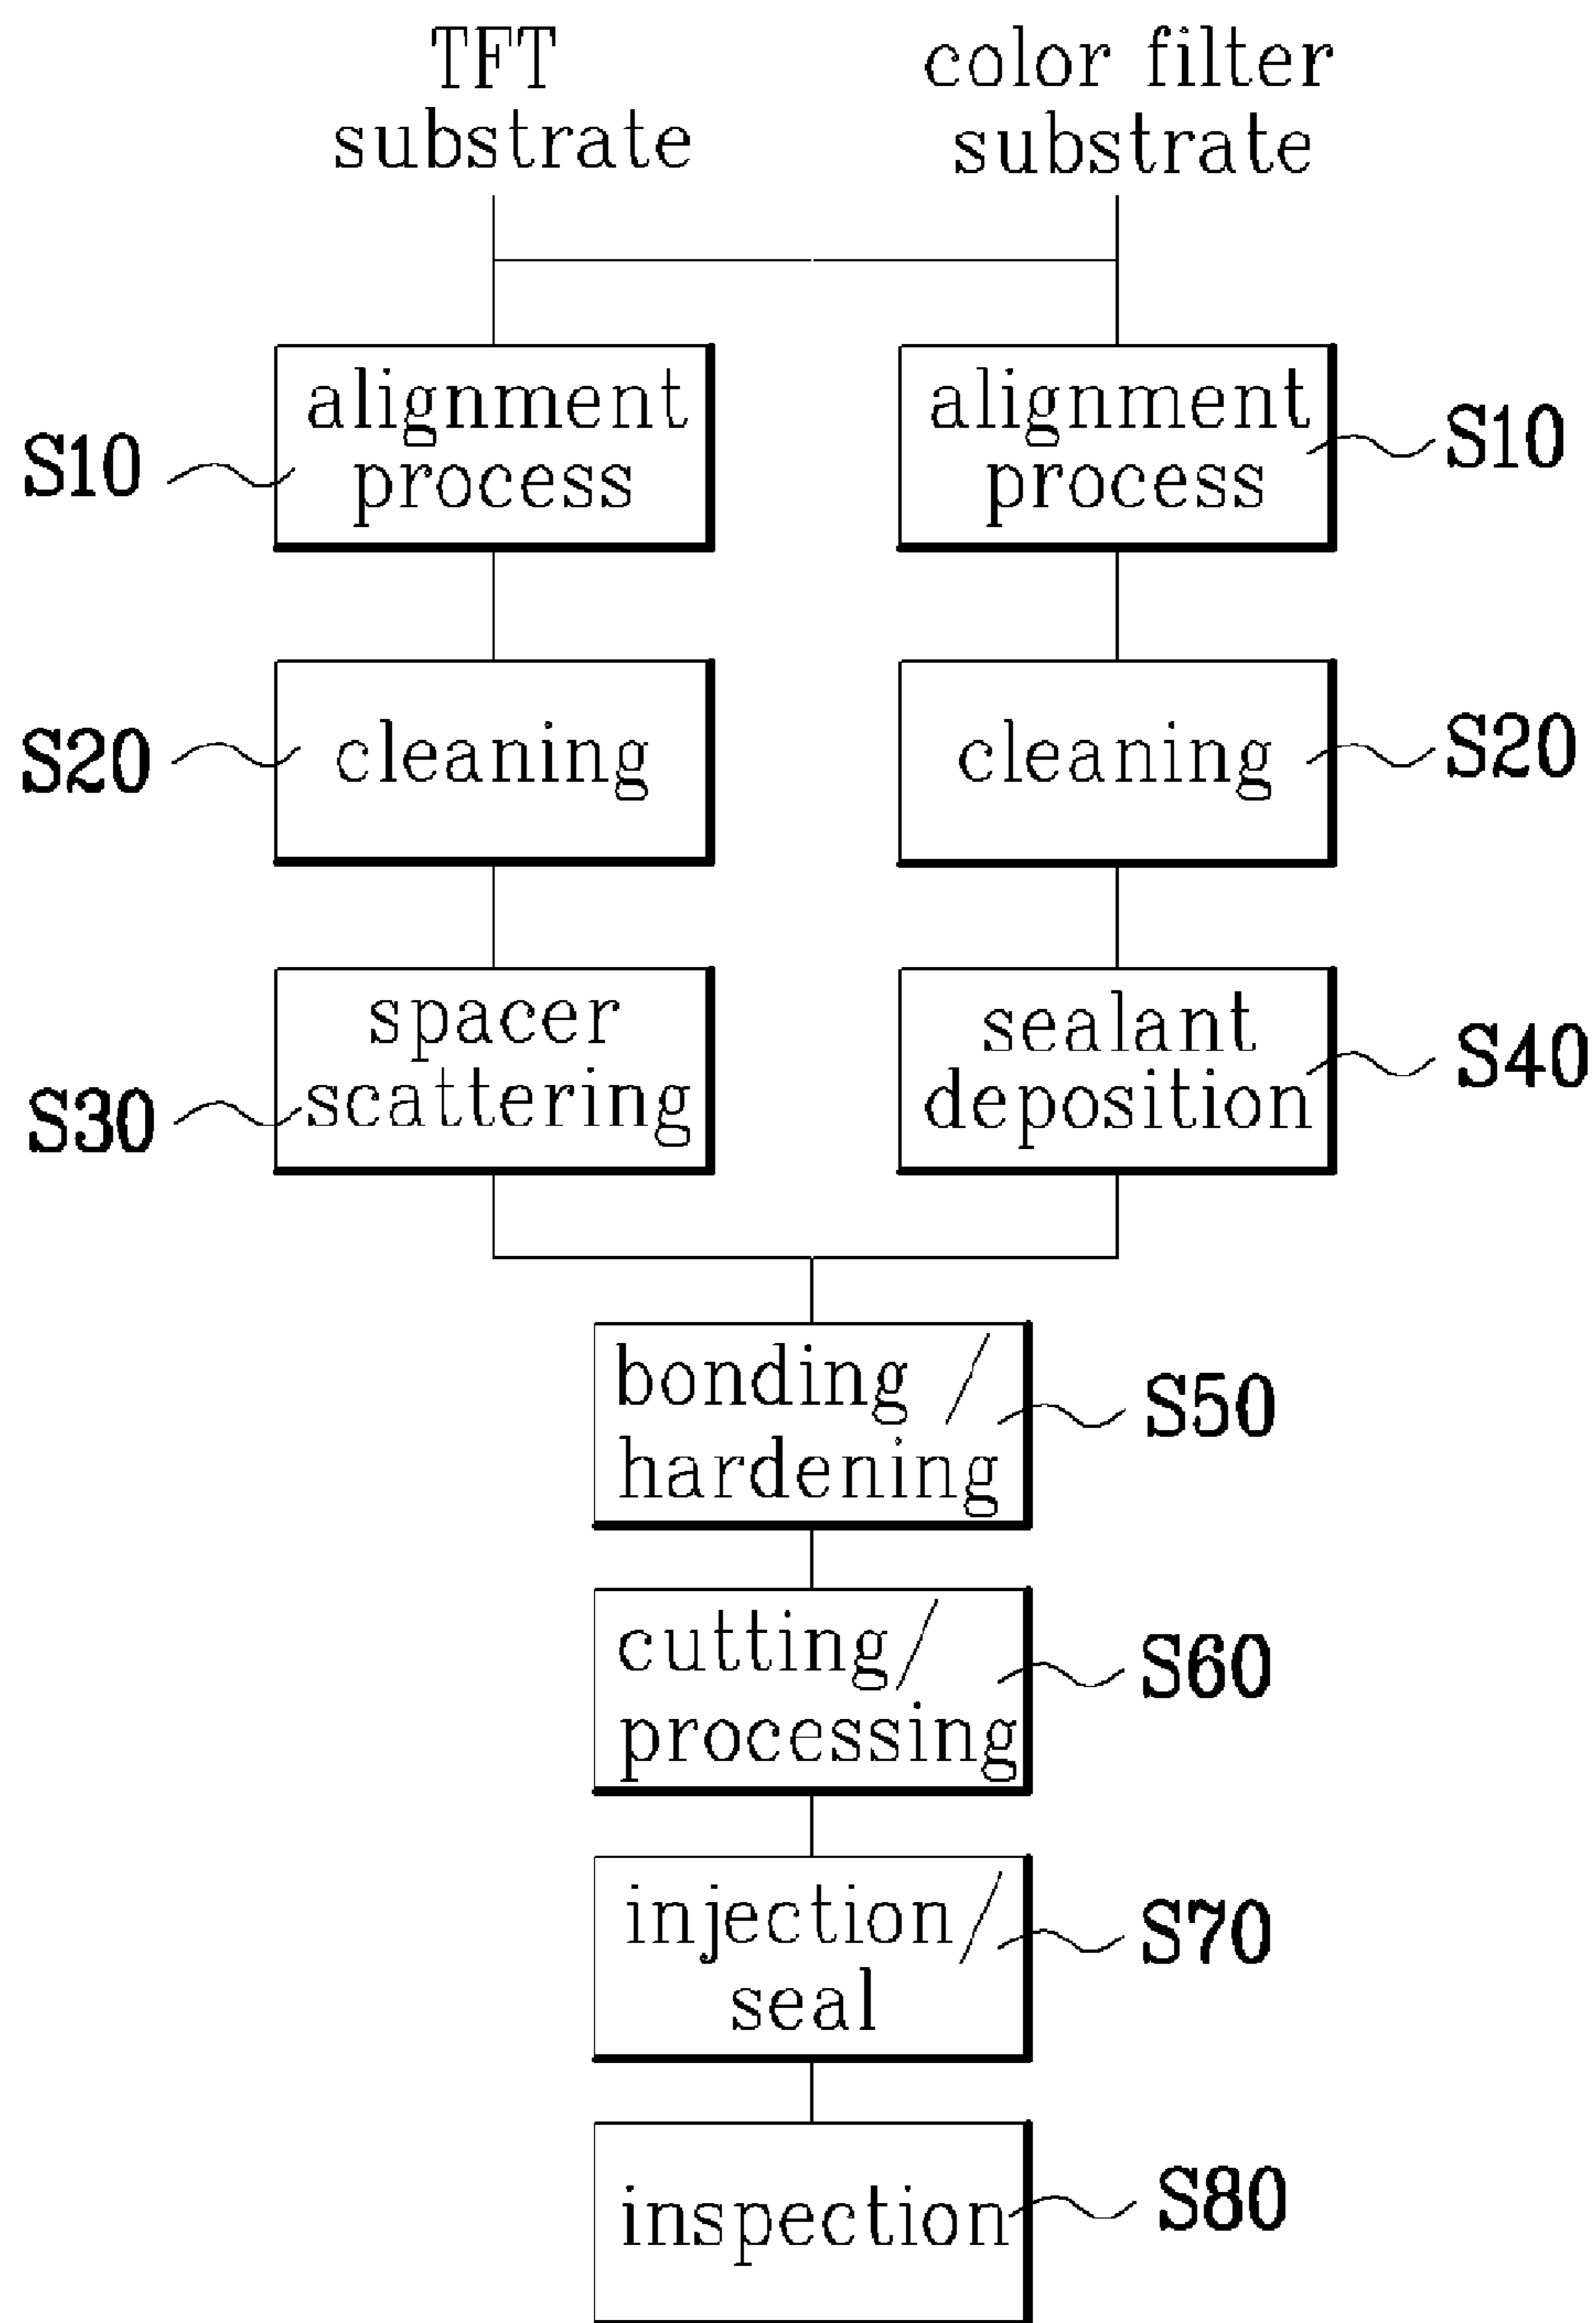 TFT
substrate
color filter
substrate
S10
alignment
process
alignment
process
S10
S20
cleaning
cleaning
S20
S30
spacer
scattering
sealant
deposition
S40
bonding /
hardening
S50
cutting/
processing
S60
injection/
seal
S70
inspection
S80